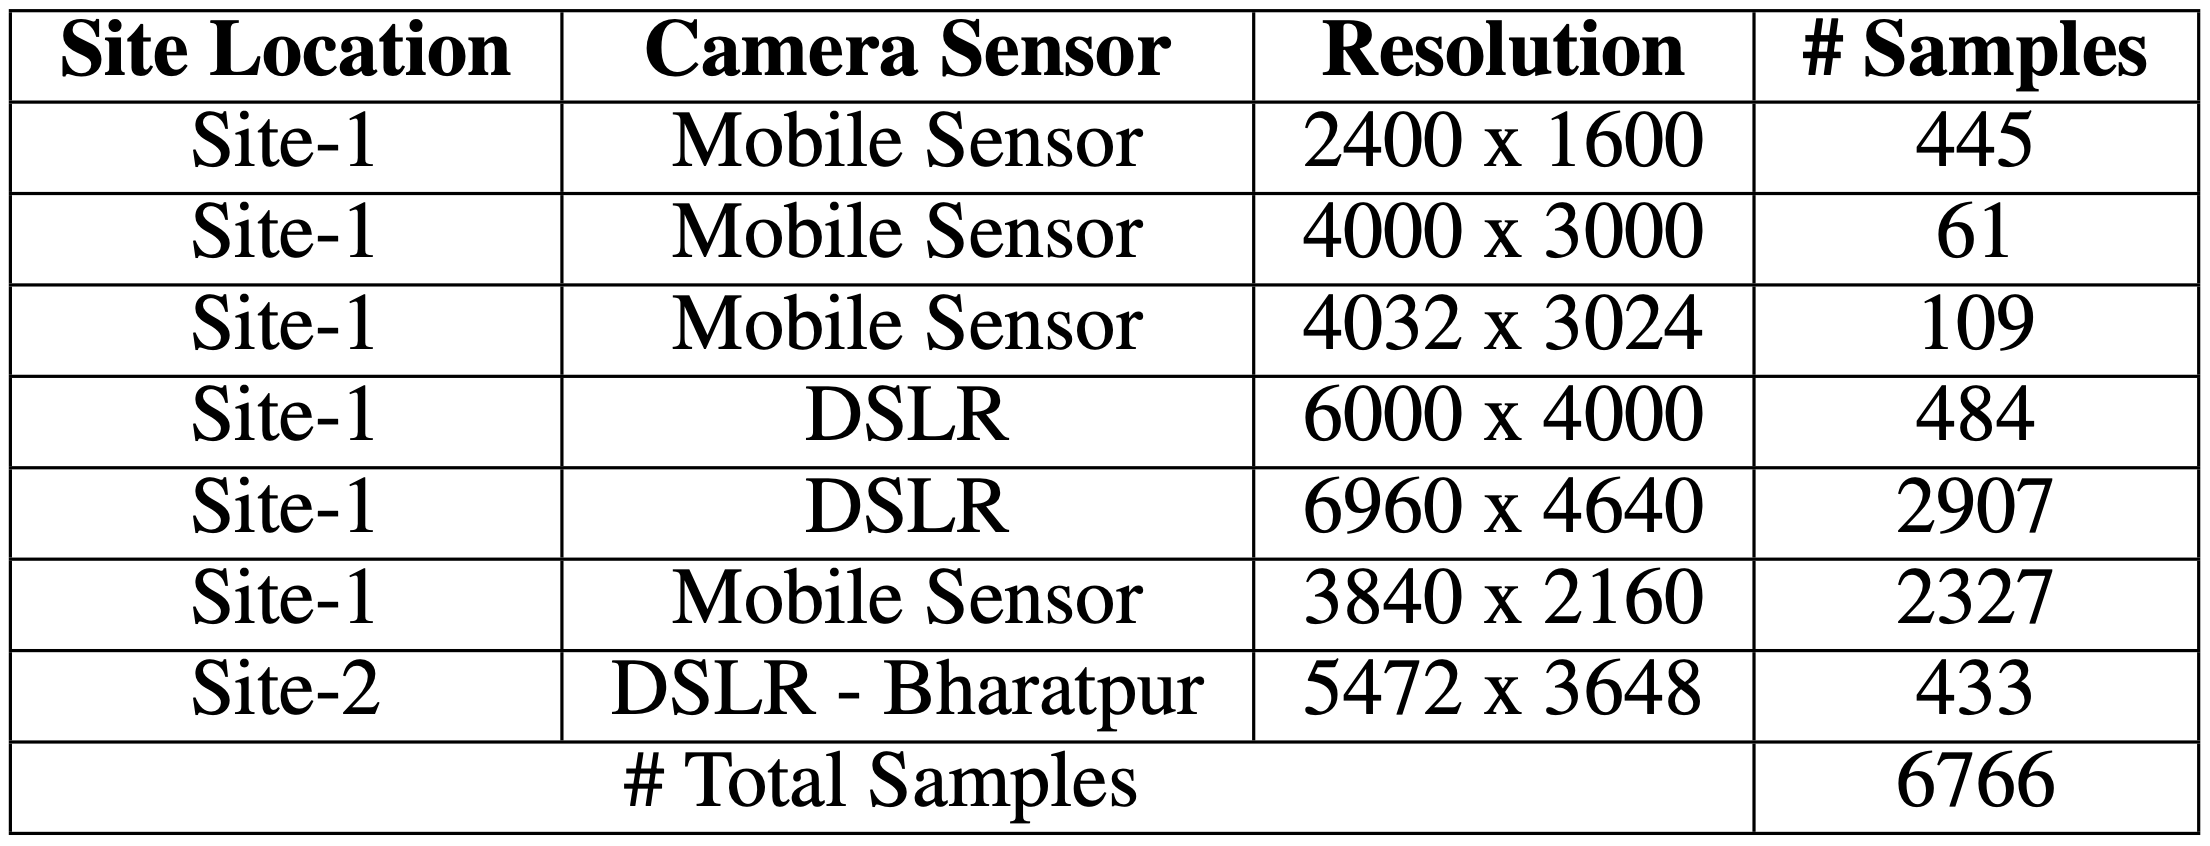 Site Location Camera Sensor Resolution # Samples
Site-1 Mobile Sensor 2400 x 1600 445
Site-1 Mobile Sensor 4000 x 3000 61
Site-1 Mobile Sensor 4032 x 3024 109
Site-1 DSLR 6000 x 4000 484
Site-1 DSLR 6960 x 4640 2907
Site-1 Mobile Sensor 3840 x 2160 2327
Site-2 DSLR - Bharatpur 5472 x 3648 433
# Total Samples 6766